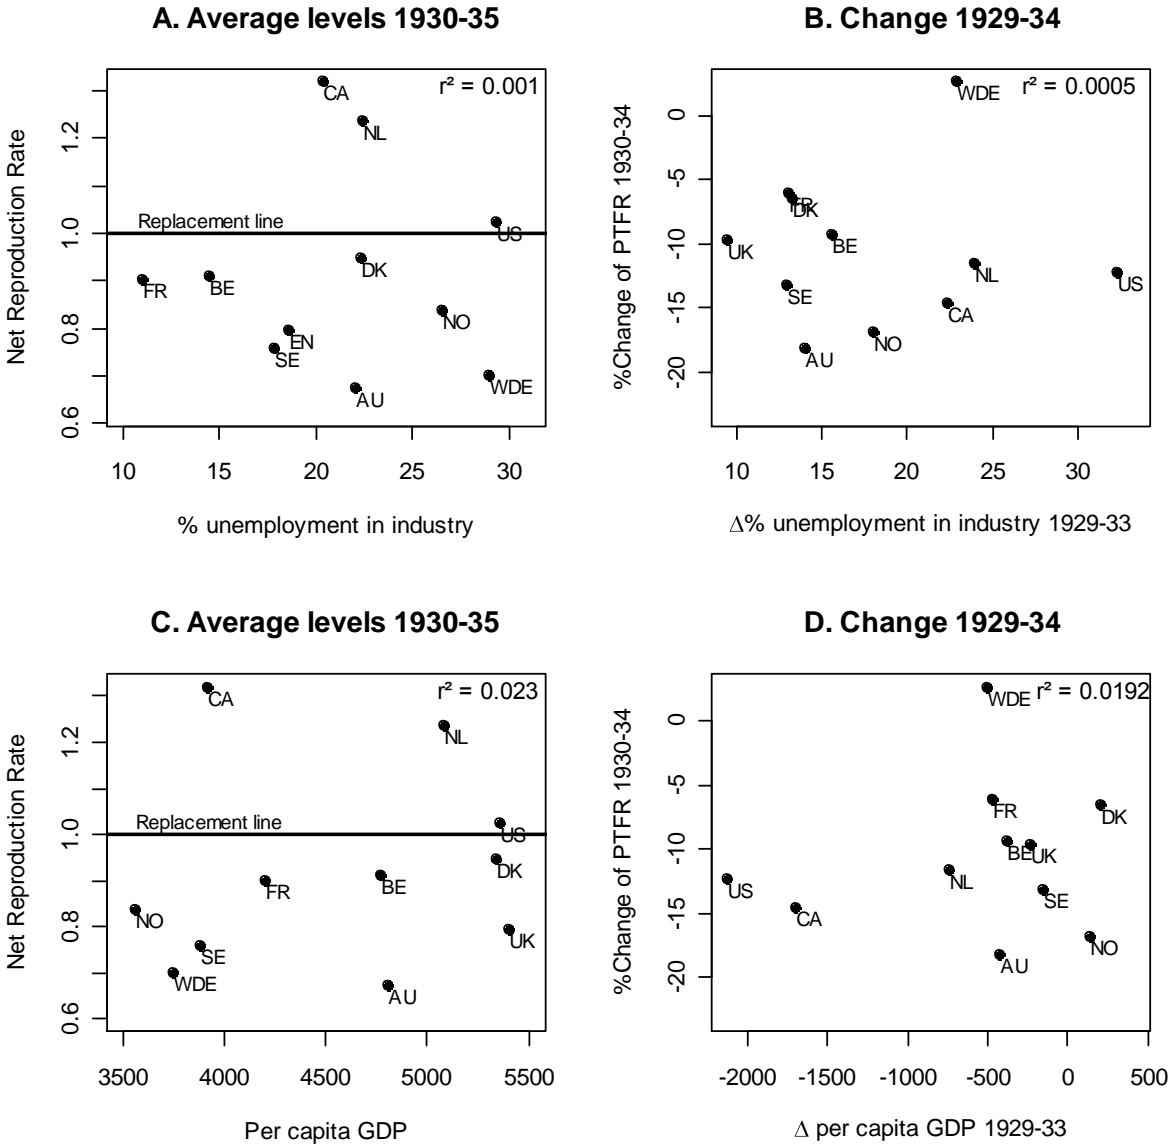 A. Average levels 1930-35
r² = 0.001
Net Reproduction Rate
0.6
0.8
1.0
1.2
Replacement line
CA
NL
US
DK
FR
BE
NO
EN
SE
WDE
AU
10 15 20 25 30
% unemployment in industry
B. Change 1929-34
r² = 0.0005
%Change of PTFR 1930-34
0
-5
-10
-15
-20
WDE
FR
DK
BE
UK
NL
US
SE
CA
NO
AU
10 15 20 25 30
Δ% unemployment in industry 1929-33
C. Average levels 1930-35
r² = 0.023
Net Reproduction Rate
0.6
0.8
1.0
1.2
Replacement line
CA
NL
US
DK
BE
FR
NO
UK
SE
WDE
AU
3500 4000 4500 5000 5500
Per capita GDP
D. Change 1929-34
r² = 0.0192
%Change of PTFR 1930-34
0
-5
-10
-15
-20
WDE
FR
DK
BE
UK
NL
US
SE
CA
NO
AU
-2000 -1500 -1000 -500 0 500
Δ per capita GDP 1929-33